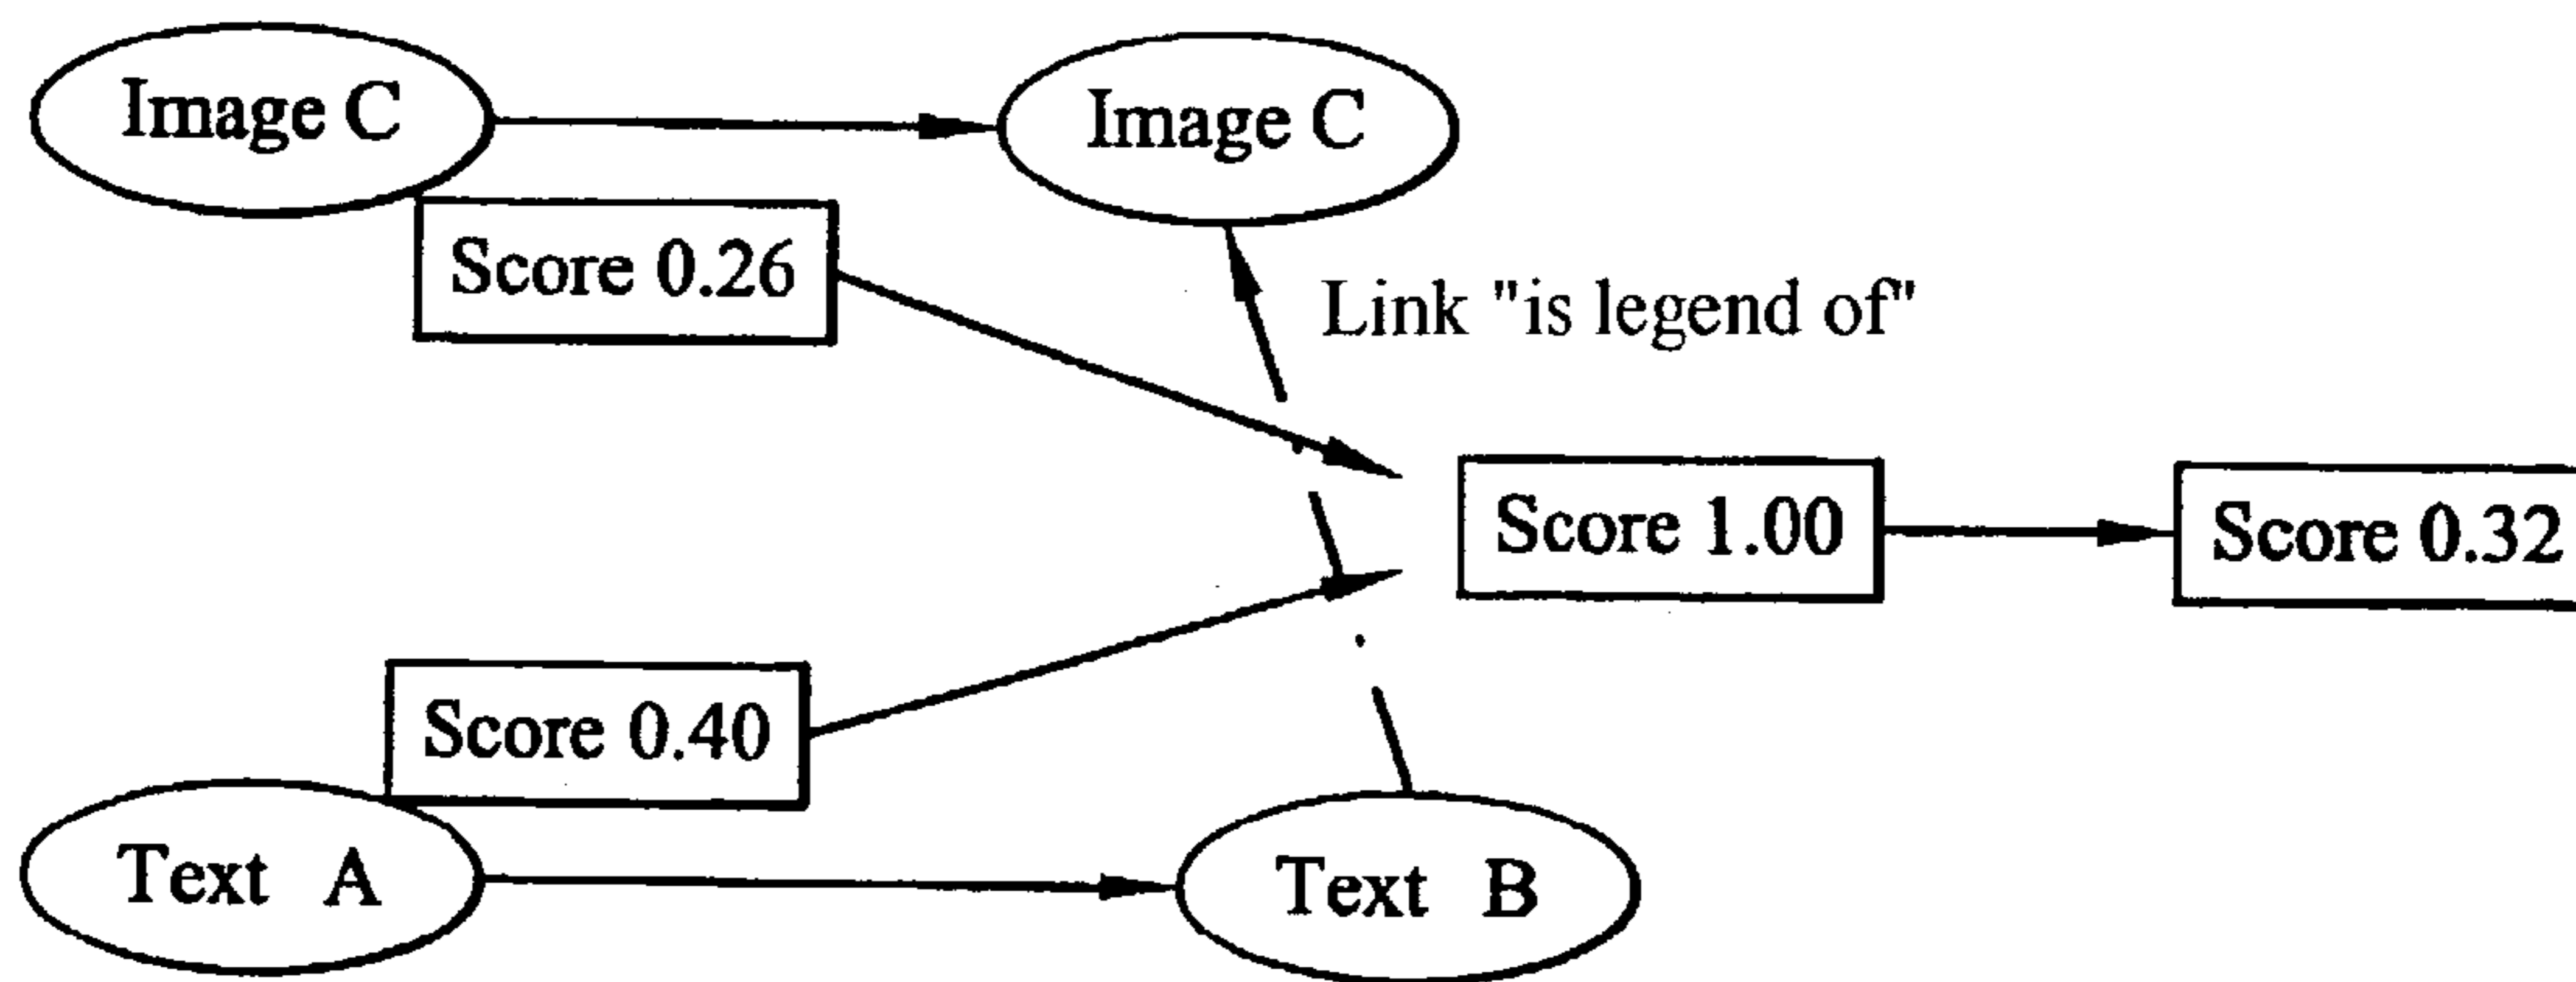 Image C
Image C
Score 0.26
Link "is legend of"
Score 1.00
Score 0.32
Score 0.40
Text A
Text B